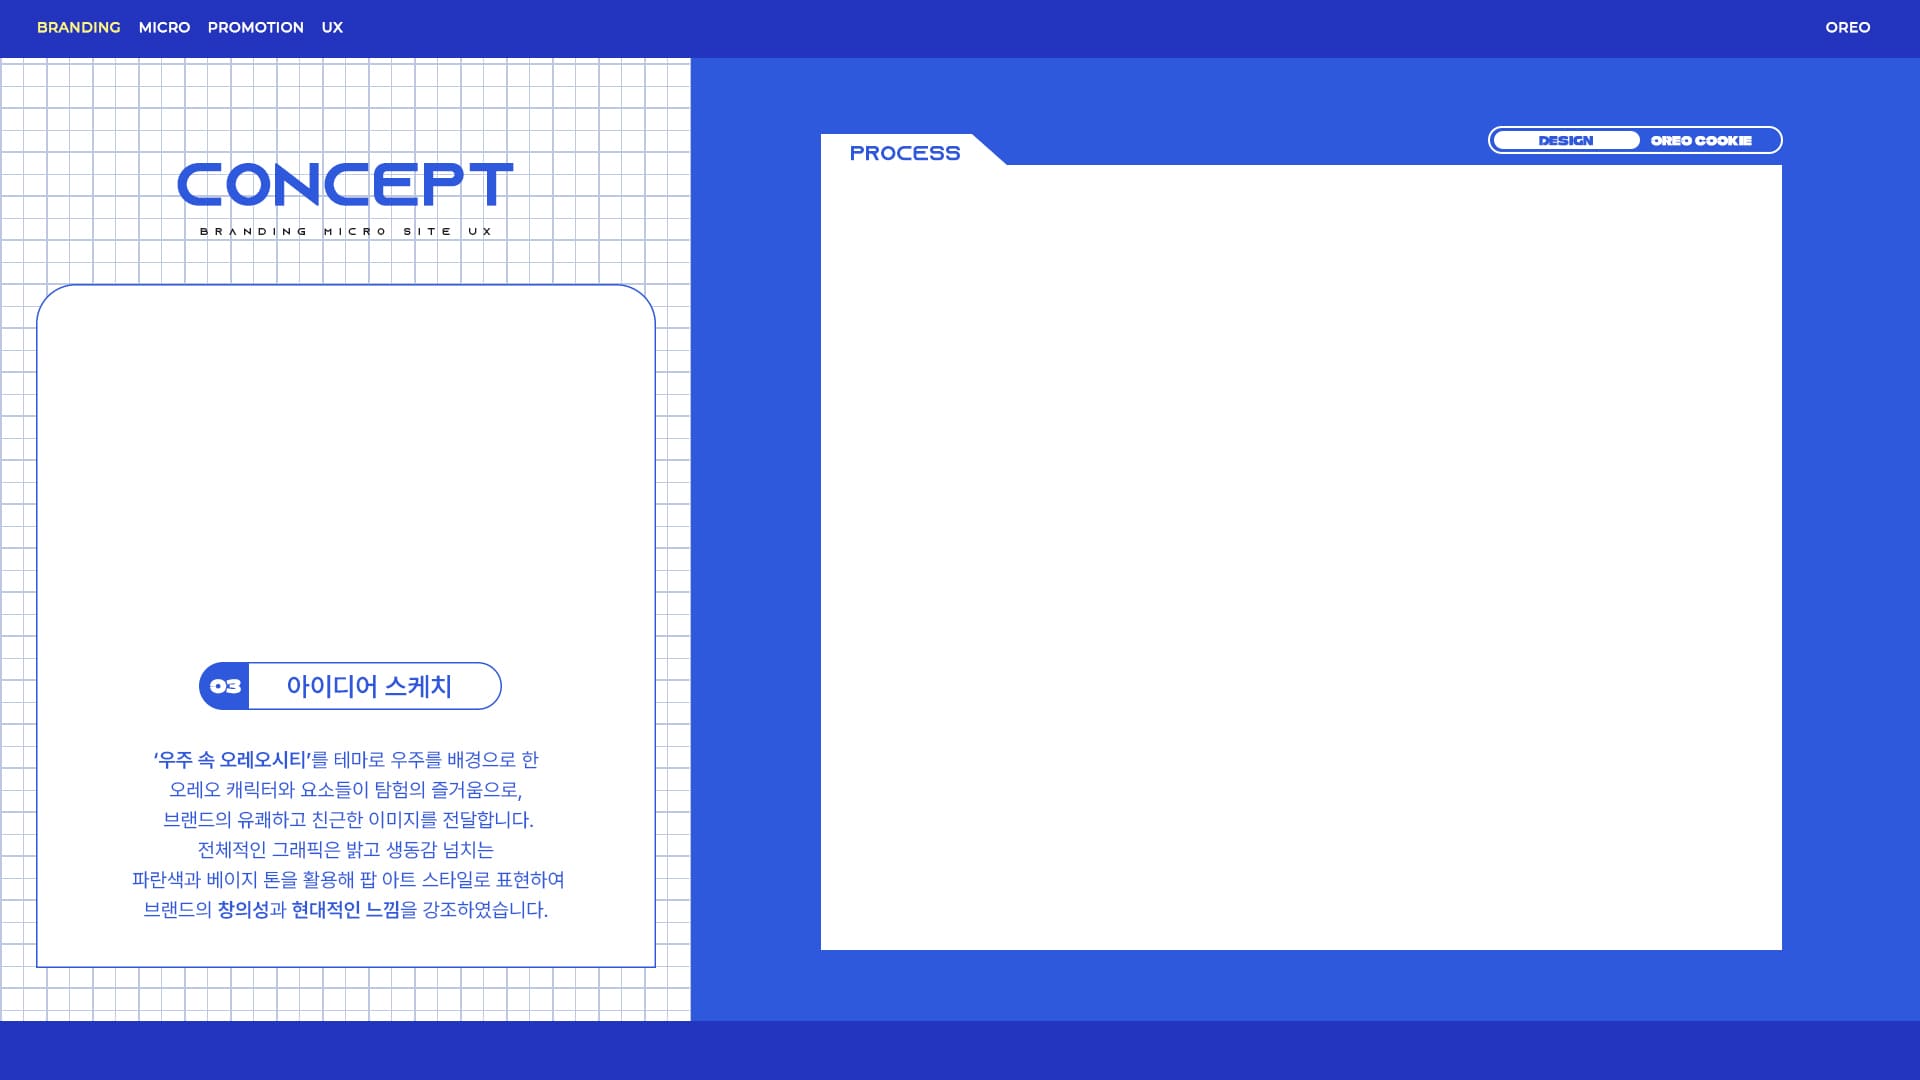 BRANDING MICRO PROMOTION UX OREO
CONCEPT
BRANDING MICRO SITE UX
03 아이디어 스케치
‘우주 속 오레오시티’를 테마로 우주를 배경으로 한
오레오 캐릭터와 요소들이 탐험의 즐거움으로,
브랜드의 유쾌하고 친근한 이미지를 전달합니다.
전체적인 그래픽은 밝고 생동감 넘치는
파란색과 베이지 톤을 활용해 팝 아트 스타일로 표현하여
브랜드의 창의성과 현대적인 느낌을 강조하였습니다.
PROCESS
DESIGN OREO COOKIE